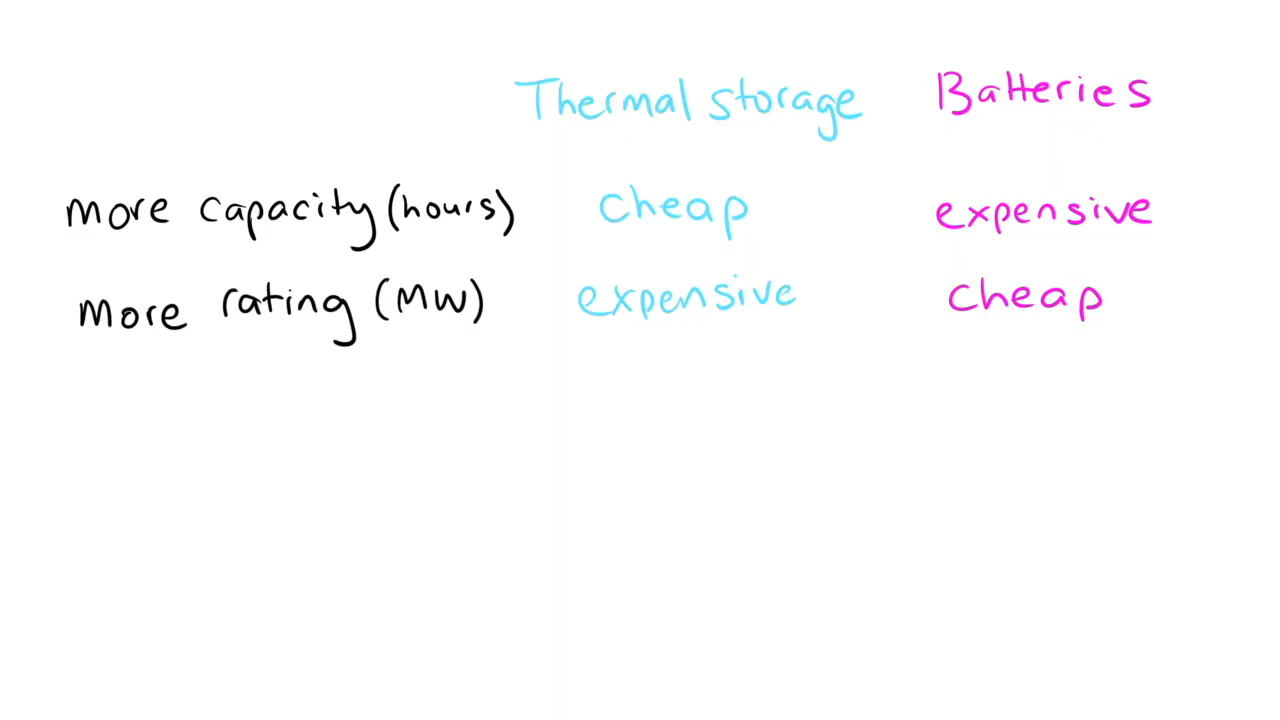 Thermal storage Batteries
more capacity (hours) cheap expensive
more rating (MW) expensive cheap